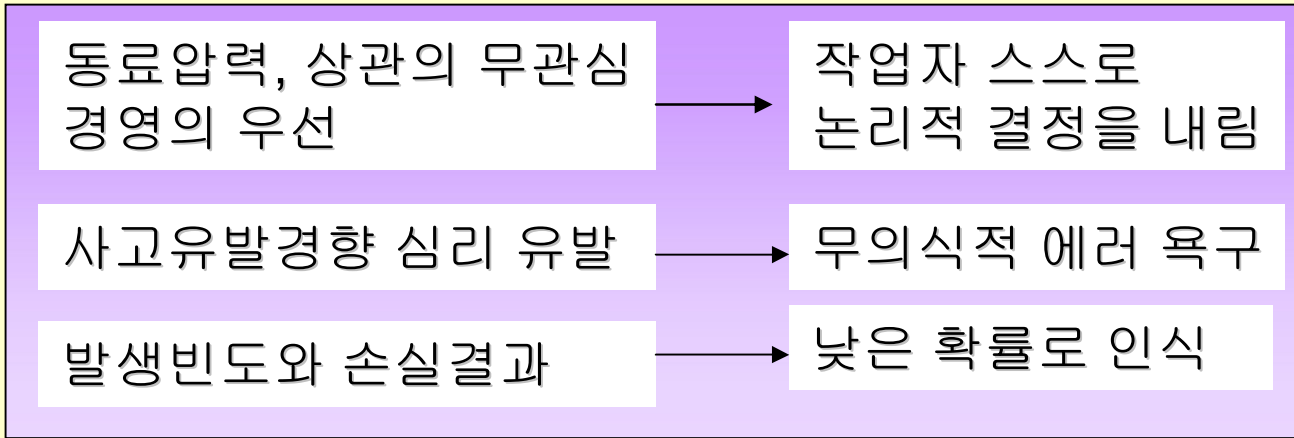 동료압력, 상관의 무관심
경영의 우선
작업자 스스로
논리적 결정을 내림
사고유발경향 심리 유발
무의식적 에러 욕구
발생빈도와 손실결과
낮은 확률로 인식